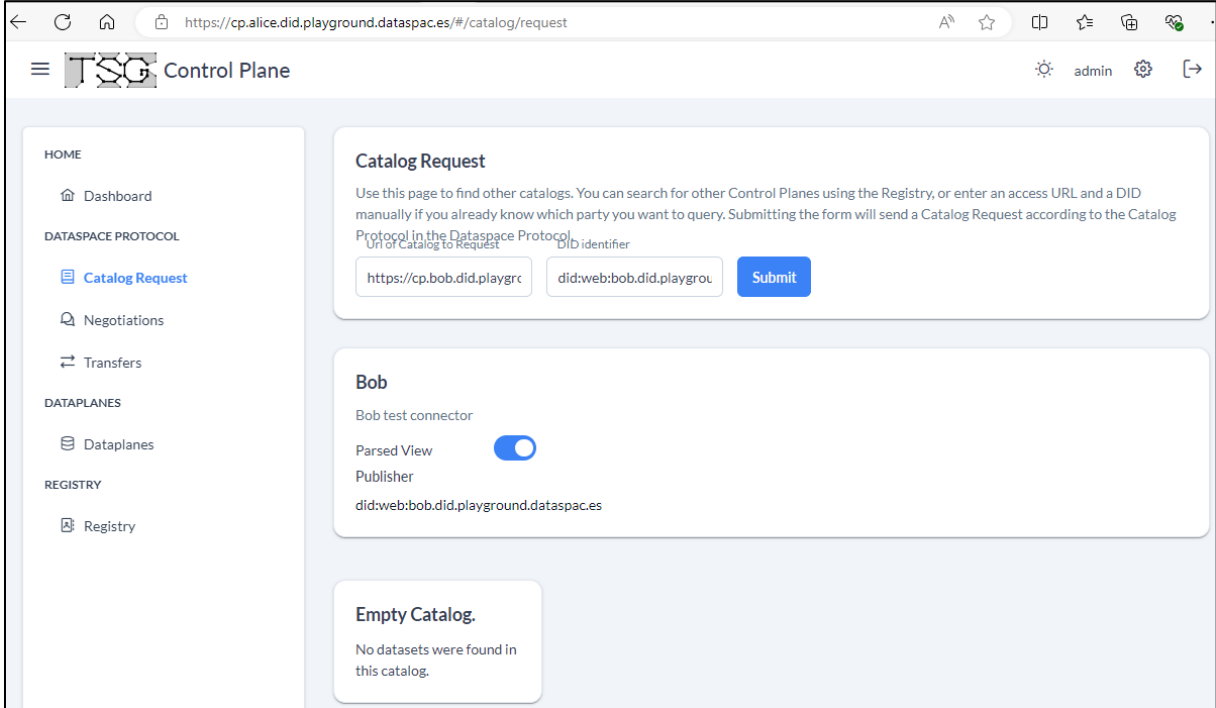 https://cp.alice.did.playground.dataspac.es/#/catalog/request
TSG Control Plane
admin
HOME
Dashboard
DATASPACE PROTOCOL
Catalog Request
Negotiations
Transfers
DATAPLANES
Dataplanes
REGISTRY
Registry
Catalog Request
Use this page to find other catalogs. You can search for other Control Planes using the Registry, or enter an access URL and a DID
manually if you already know which party you want to query. Submitting the form will send a Catalog Request according to the Catalog
Protocol in the Dataspace Protocol.
Url of Catalog to Request DID identifier
https://cp.bob.did.playgrc did:web:bob.did.playgrou Submit
Bob
Bob test connector
Parsed View
Publisher
did:web:bob.did.playground.dataspac.es
Empty Catalog.
No datasets were found in
this catalog.